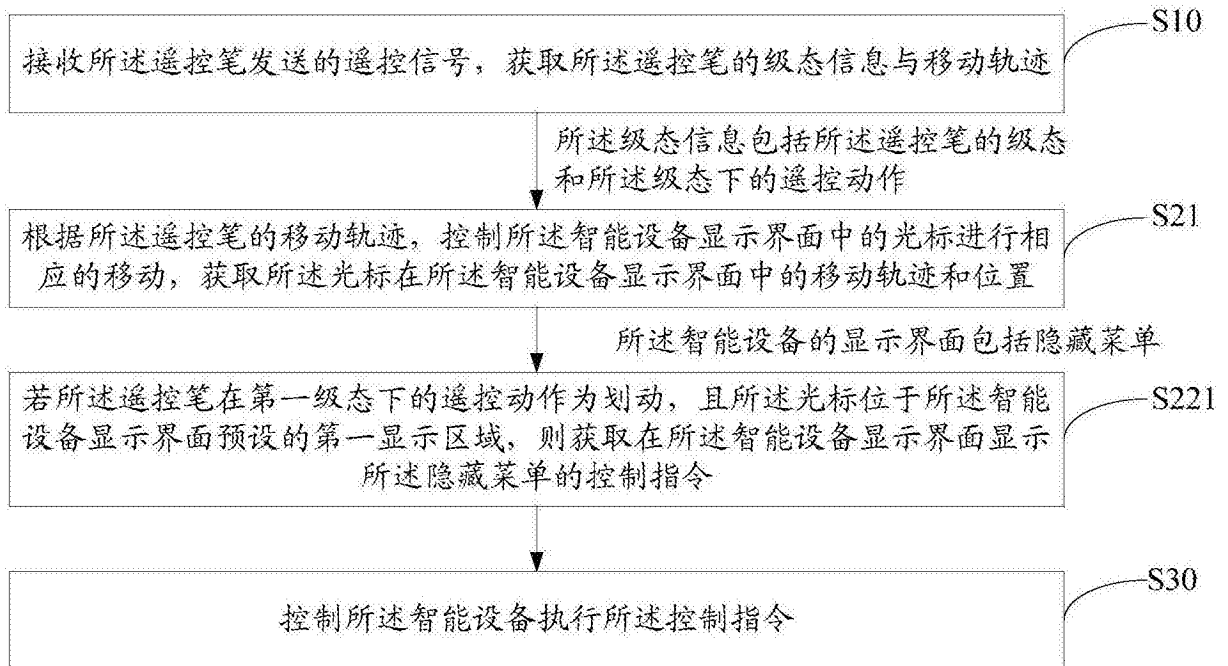 S10
接收所述遥控笔发送的遥控信号，获取所述遥控笔的级态信息与移动轨迹
所述级态信息包括所述遥控笔的级态
和所述级态下的遥控动作
S21
根据所述遥控笔的移动轨迹，控制所述智能设备显示界面中的光标进行相
应的移动，获取所述光标在所述智能设备显示界面中的移动轨迹和位置
所述智能设备的显示界面包括隐藏菜单
S221
若所述遥控笔在第一级态下的遥控动作为划动，且所述光标位于所述智能
设备显示界面预设的第一显示区域，则获取在所述智能设备显示界面显示
所述隐藏菜单的控制指令
S30
控制所述智能设备执行所述控制指令